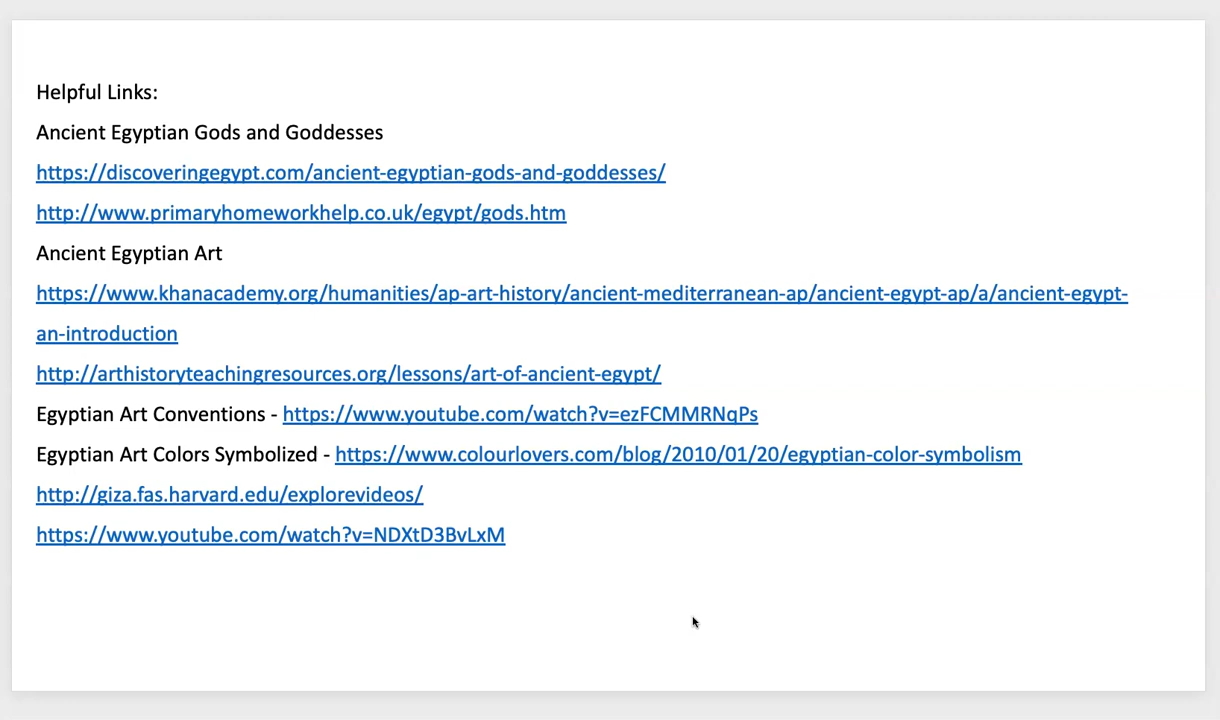 Helpful Links:
Ancient Egyptian Gods and Goddesses
https://discoveringegypt.com/ancient-egyptian-gods-and-goddesses/
http://www.primaryhomeworkhelp.co.uk/egypt/gods.htm
Ancient Egyptian Art
https://www.khanacademy.org/humanities/ap-art-history/ancient-mediterranean-ap/ancient-egypt-ap/a/ancient-egypt-
an-introduction
http://arthistoryteachingresources.org/lessons/art-of-ancient-egypt/
Egyptian Art Conventions - https://www.youtube.com/watch?v=ezFCMMRNqPs
Egyptian Art Colors Symbolized - https://www.colourlovers.com/blog/2010/01/20/egyptian-color-symbolism
http://giza.fas.harvard.edu/explorevideos/
https://www.youtube.com/watch?v=NDXtD3BvLxM